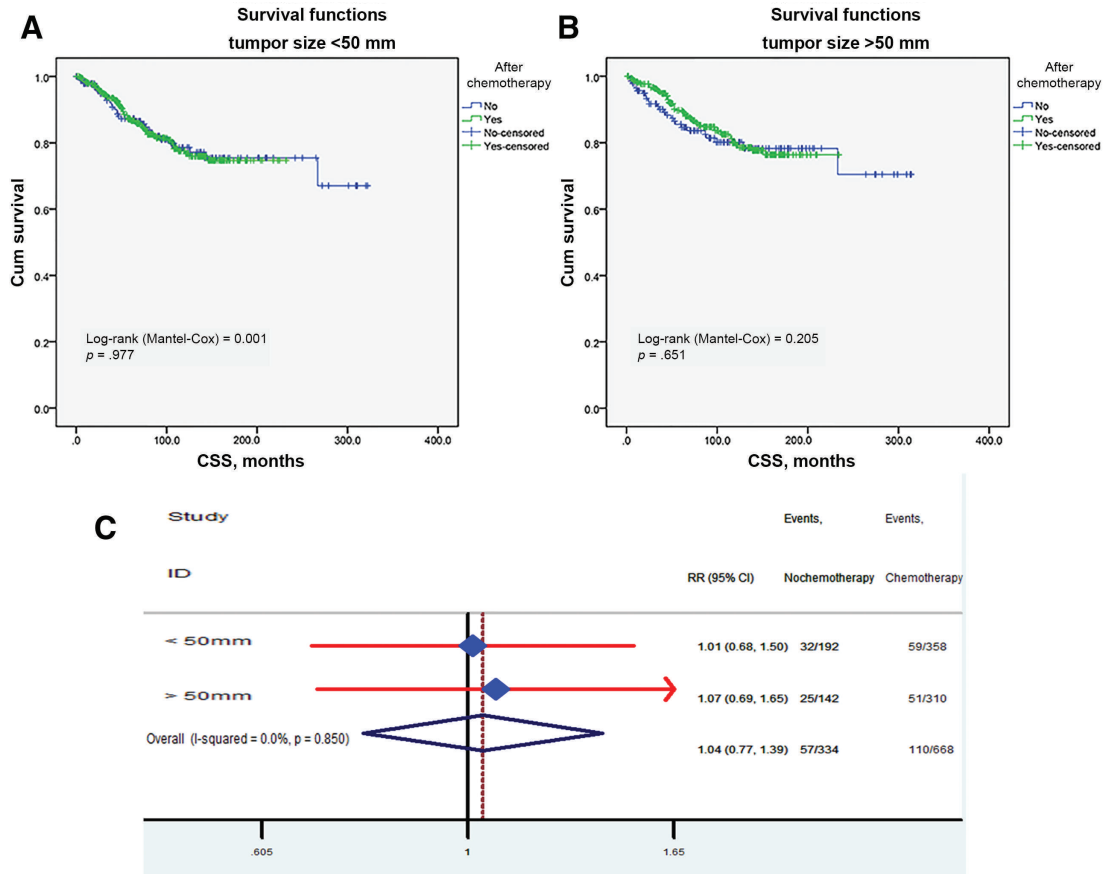 A
Survival functions
tumpor size <50 mm
Cum survival
1.0
0.8
0.6
0.4
0.2
0.0
.0 100.0 200.0 300.0 400.0
CSS, months
Log-rank (Mantel-Cox) = 0.001
p = .977
After
chemotherapy
No
Yes
No-censored
Yes-censored
B
Survival functions
tumpor size >50 mm
Cum survival
1.0
0.8
0.6
0.4
0.2
0.0
.0 100.0 200.0 300.0 400.0
CSS, months
Log-rank (Mantel-Cox) = 0.205
p = .651
After
chemotherapy
No
Yes
No-censored
Yes-censored
C
Study Events, Events,
ID RR (95% CI) Nochemotherapy Chemotherapy
< 50mm 1.01 (0.68, 1.50) 32/192 59/358
> 50mm 1.07 (0.69, 1.65) 25/142 51/310
Overall (I-squared = 0.0%, p = 0.850) 1.04 (0.77, 1.39) 57/334 110/668
.605 1 1.65